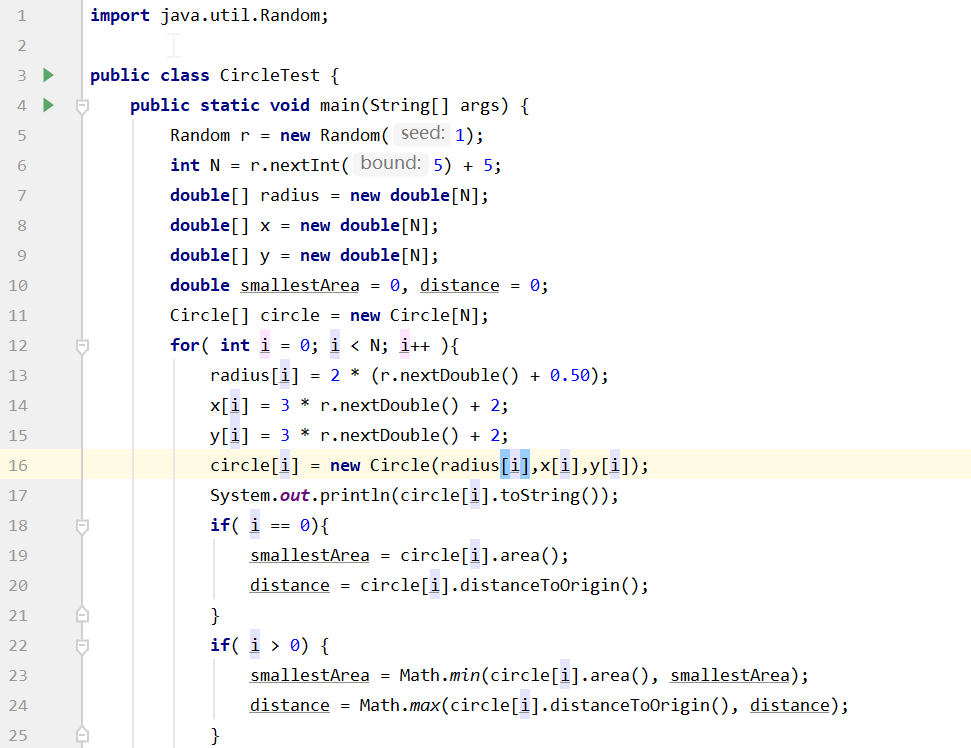 1 import java.util.Random;
2
3 public class CircleTest {
4 public static void main(String[] args) {
5 Random r = new Random( seed: 1);
6 int N = r.nextInt( bound: 5) + 5;
7 double[] radius = new double[N];
8 double[] x = new double[N];
9 double[] y = new double[N];
10 double smallestArea = 0, distance = 0;
11 Circle[] circle = new Circle[N];
12 for( int i = 0; i < N; i++ ){
13 radius[i] = 2 * (r.nextDouble() + 0.50);
14 x[i] = 3 * r.nextDouble() + 2;
15 y[i] = 3 * r.nextDouble() + 2;
16 circle[i] = new Circle(radius[i],x[i],y[i]);
17 System.out.println(circle[i].toString());
18 if( i == 0){
19 smallestArea = circle[i].area();
20 distance = circle[i].distanceToOrigin();
21 }
22 if( i > 0) {
23 smallestArea = Math.min(circle[i].area(), smallestArea);
24 distance = Math.max(circle[i].distanceToOrigin(), distance);
25 }